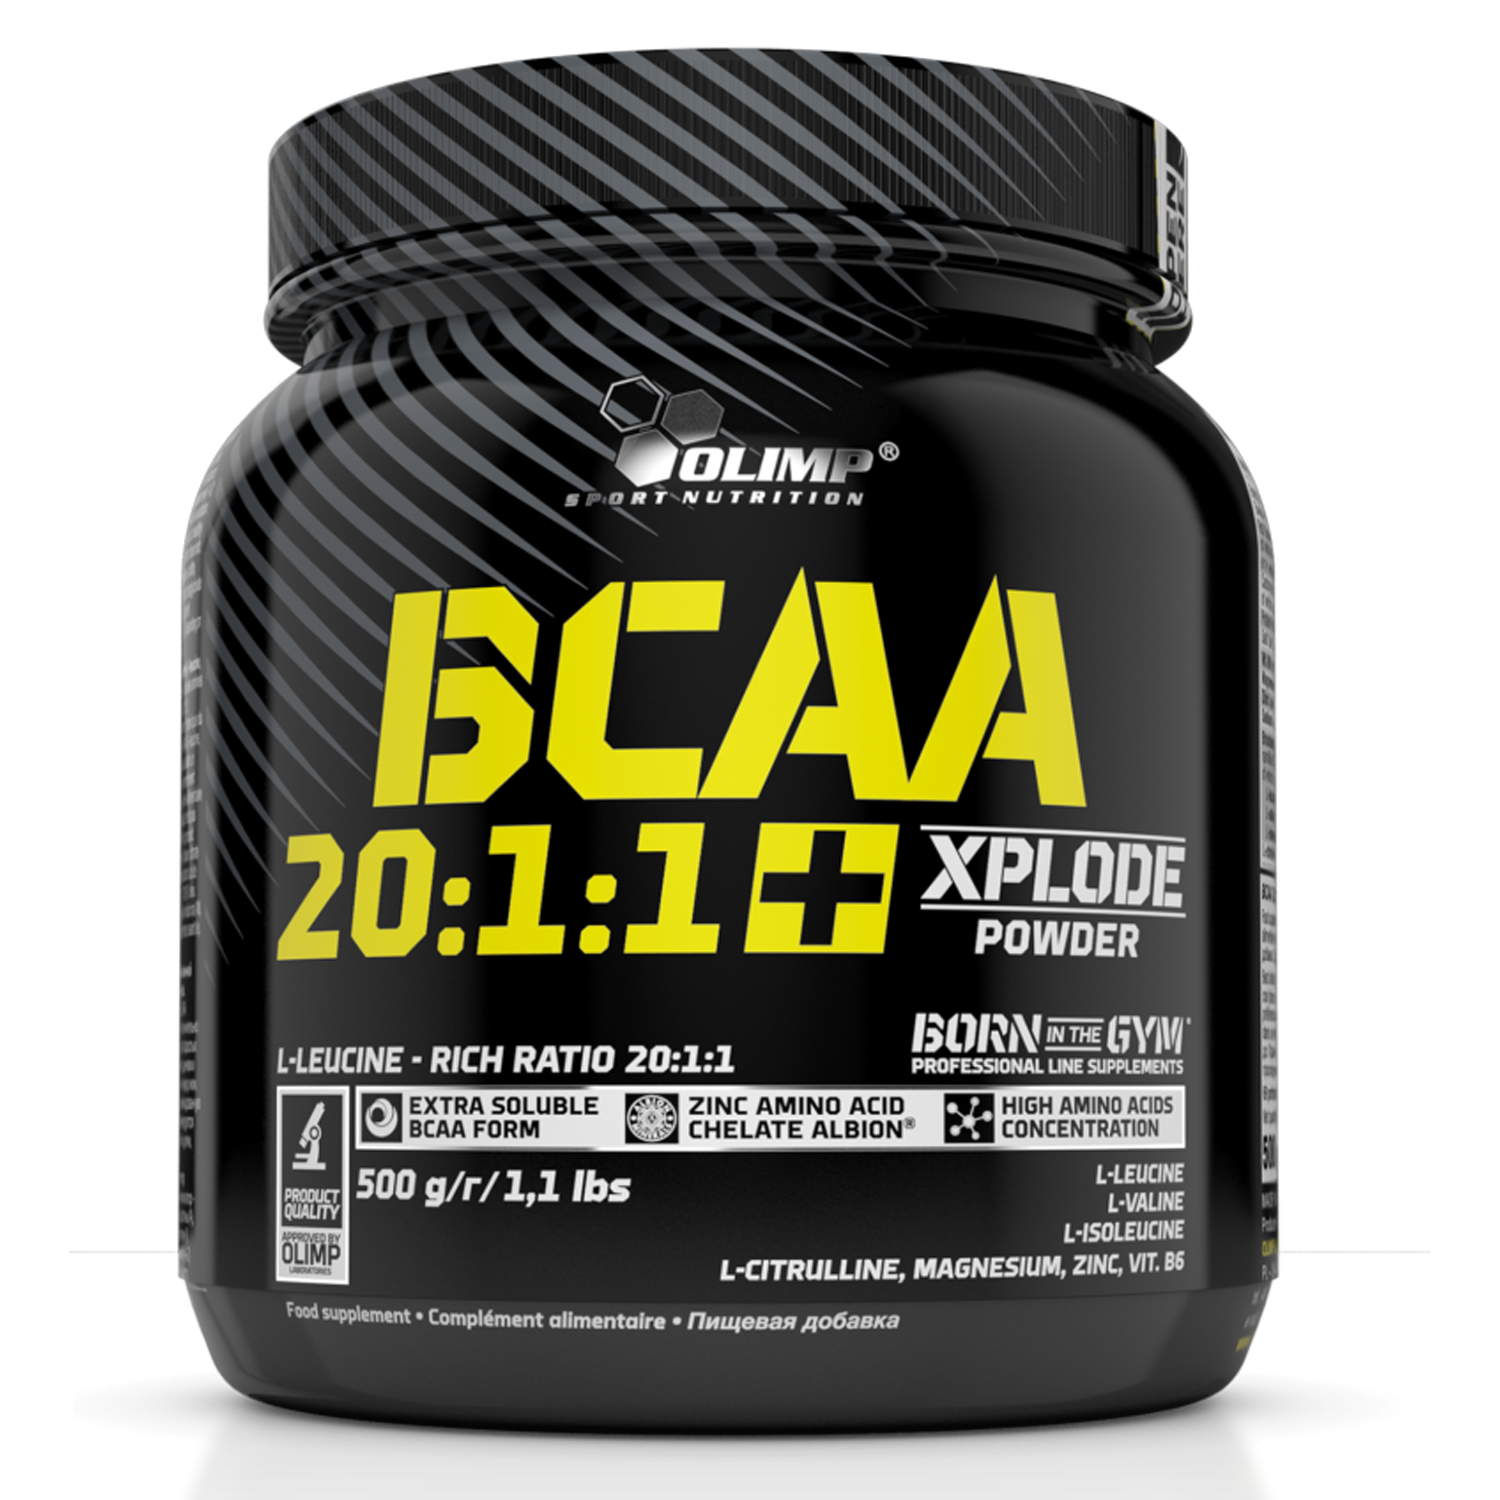 OLIMP®
SPORT NUTRITION
BCAA
20:1:1+
XPLODE
POWDER
BORN IN THE GYM®
PROFESSIONAL LINE SUPPLEMENTS
L-LEUCINE - RICH RATIO 20:1:1
EXTRA SOLUBLE
BCAA FORM
ZINC AMINO ACID
CHELATE ALBION®
HIGH AMINO ACIDS
CONCENTRATION
PRODUCT
QUALITY
APPROVED BY
OLIMP
LABORATORIES
500 g/г/1,1 lbs
L-LEUCINE
L-VALINE
L-ISOLEUCINE
L-CITRULLINE, MAGNESIUM, ZINC, VIT. B6
Food supplement • Complément alimentaire • Пищевая добавка